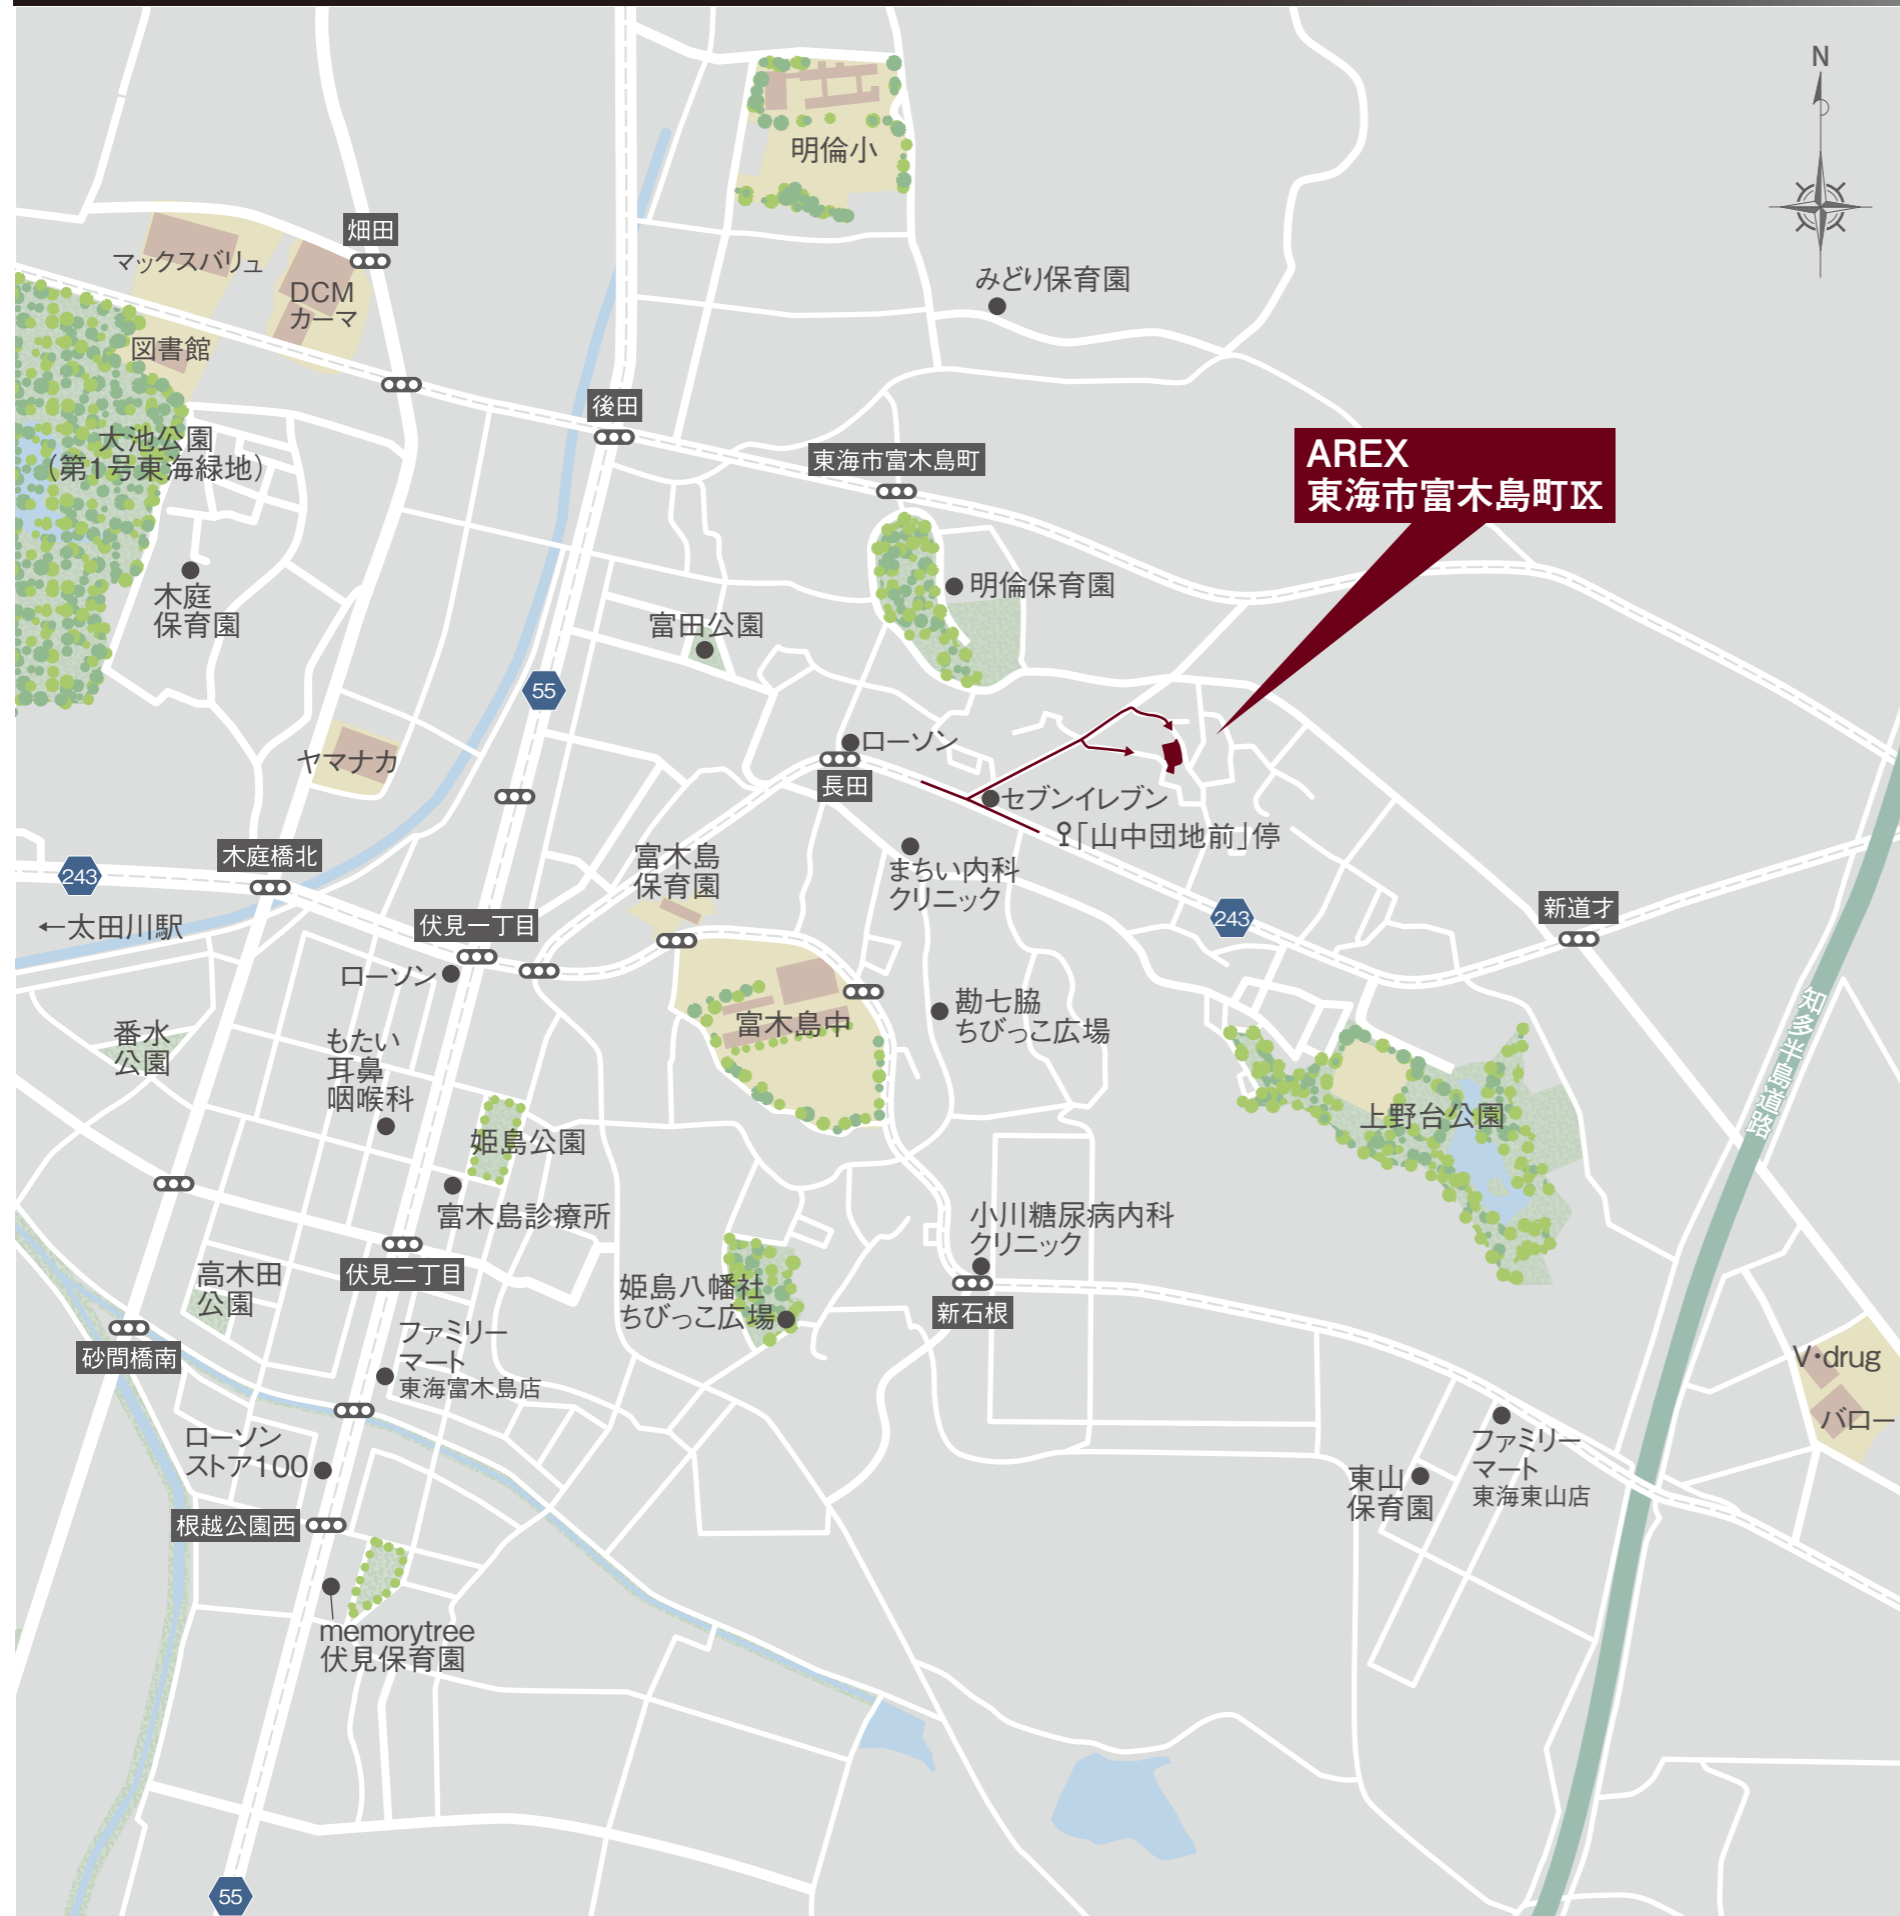 N
明倫小
畑田
マックスバリュ
DCM
カーマ
みどり保育園
図書館
後田
大池公園
(第1号東海緑地)
東海市富木島町
AREX
東海市富木島町Ⅸ
木庭
保育園
明倫保育園
富田公園
55
ローソン
長田
ヤマナカ
セブンイレブン
「山中団地前」停
木庭橋北
243
富木島
保育園
まちい内科
クリニック
243
新道才
←太田川駅
伏見一丁目
ローソン
勘七脇
ちびっこ広場
知多半島道路
番水
公園
もたい
耳鼻
咽喉科
富木島中
姫島公園
上野台公園
富木島診療所
小川糖尿病内科
クリニック
高木田
公園
伏見二丁目
姫島八幡社
ちびっこ広場
新石根
砂間橋南
ファミリー
マート
東海富木島店
V・drug
バロー
ローソン
ストア100
ファミリー
マート
東海東山店
東山
保育園
根越公園西
memorytree
伏見保育園
55